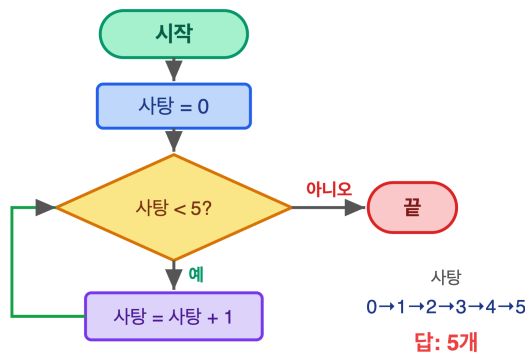 시작
사탕 = 0
사탕 < 5?
아니오
끝
예
사탕 = 사탕 + 1
사탕
0→1→2→3→4→5
답: 5개